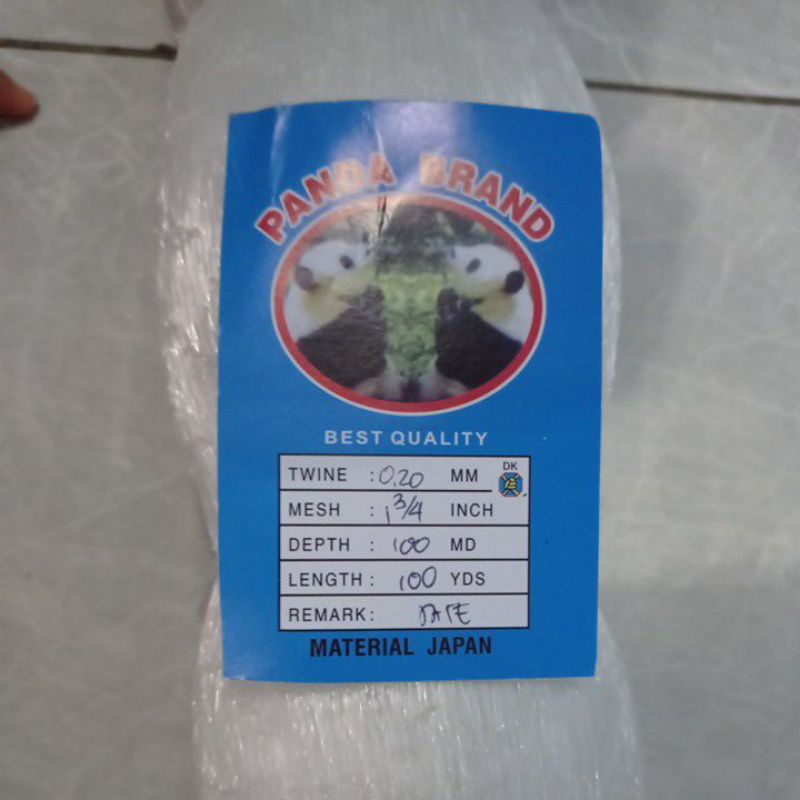 PANDA BRAND
BEST QUALITY
TWINE : 0.20 MM
DK
MESH : 1 3/4 INCH
DEPTH : 100 MD
LENGTH : 100 YDS
REMARK :
MATERIAL JAPAN